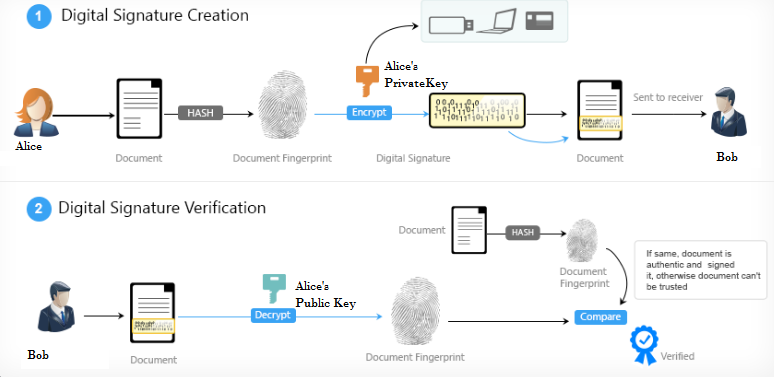 1 Digital Signature Creation
Alice's
PrivateKey
HASH
Encrypt
Sent to receiver
Alice
Document
Document Fingerprint
Digital Signature
Document
Bob
2 Digital Signature Verification
Document
HASH
Document
Fingerprint
If same, document is
authentic and signed
it, otherwise document can't
be trusted
Alice's
Public Key
Decrypt
Compare
Bob
Document
Document Fingerprint
Verified